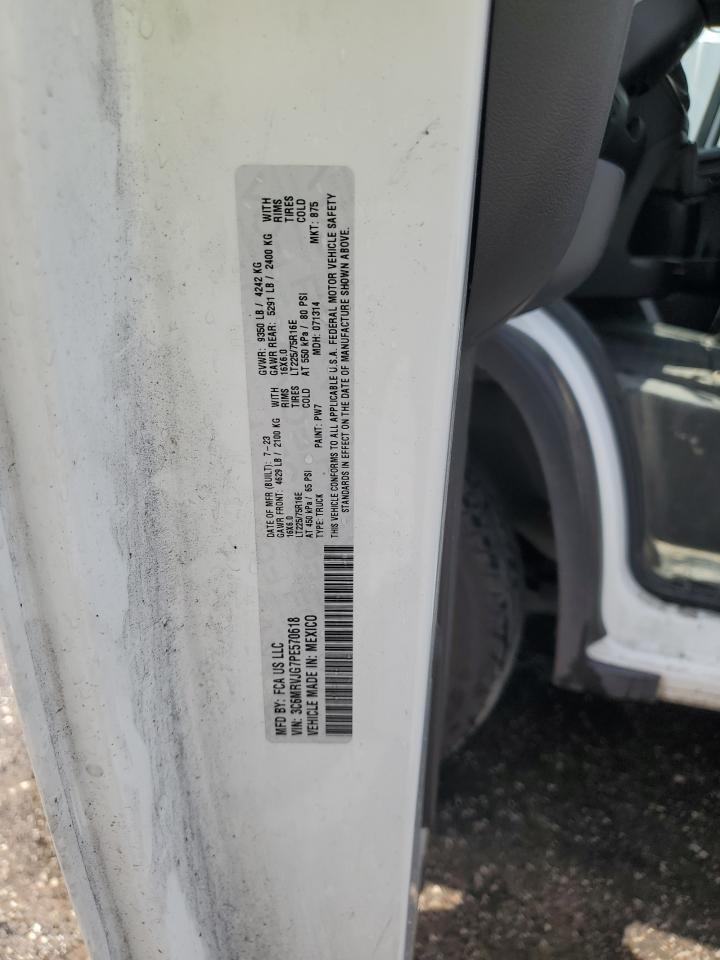 MFD BY: FCA US LLC
VIN: 3C6MRVJG7PE570618
VEHICLE MADE IN: MEXICO
DATE OF MFR (BUILT): 7-23 GVWR: 9350 LB / 4242 KG
GAWR FRONT: 4629 LB / 2100 KG WITH GAWR REAR: 5291 LB / 2400 KG WITH
16X6.0 RIMS 16X6.0 RIMS
LT225/75R16E TIRES LT225/75R16E TIRES
AT 450 kPa / 65 PSI COLD AT 550 kPa / 80 PSI COLD
TYPE: TRUCK PAINT: PW7 MDH: 071314 MKT: 875
THIS VEHICLE CONFORMS TO ALL APPLICABLE U.S.A. FEDERAL MOTOR VEHICLE SAFETY
STANDARDS IN EFFECT ON THE DATE OF MANUFACTURE SHOWN ABOVE.